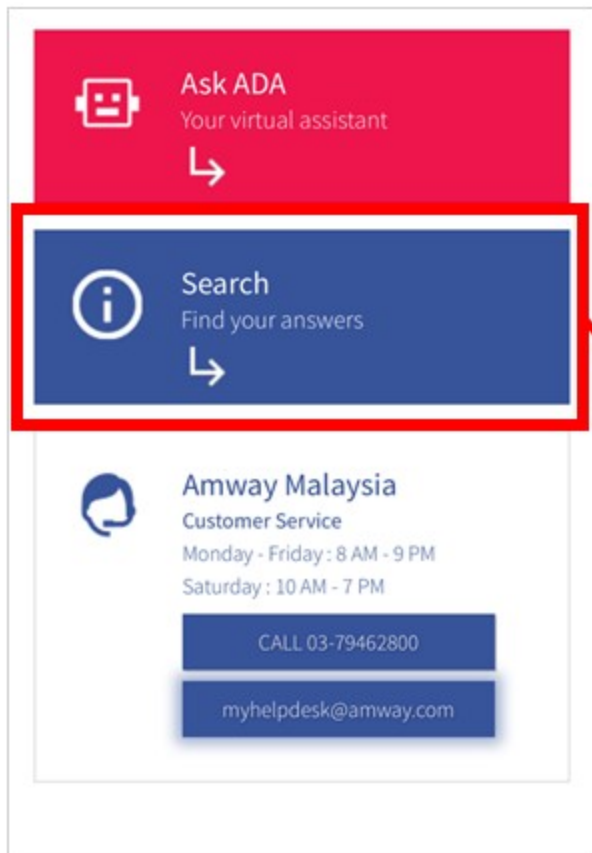 Ask ADA
Your virtual assistant
Search
Find your answers
Amway Malaysia
Customer Service
Monday - Friday : 8 AM - 9 PM
Saturday : 10 AM - 7 PM
CALL 03-79462800
myhelpdesk@amway.com